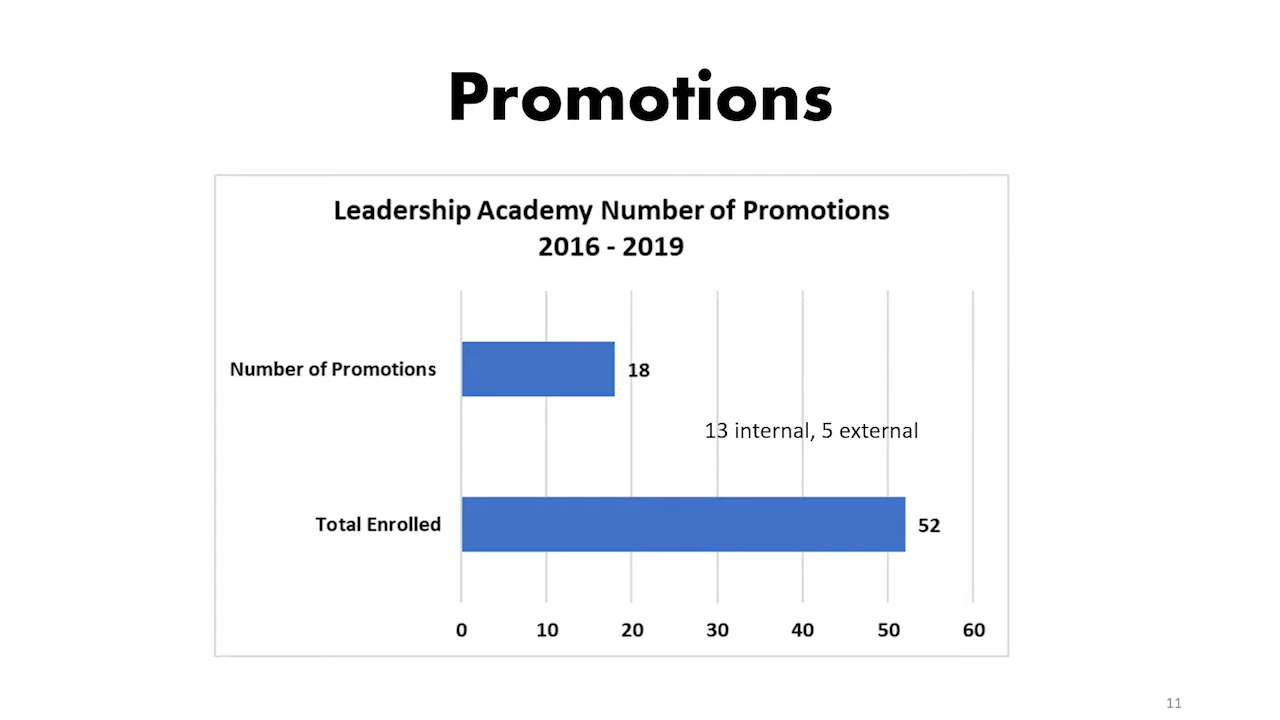 Promotions
Leadership Academy Number of Promotions
2016 - 2019
Number of Promotions
18
13 internal, 5 external
Total Enrolled
52
0 10 20 30 40 50 60
11